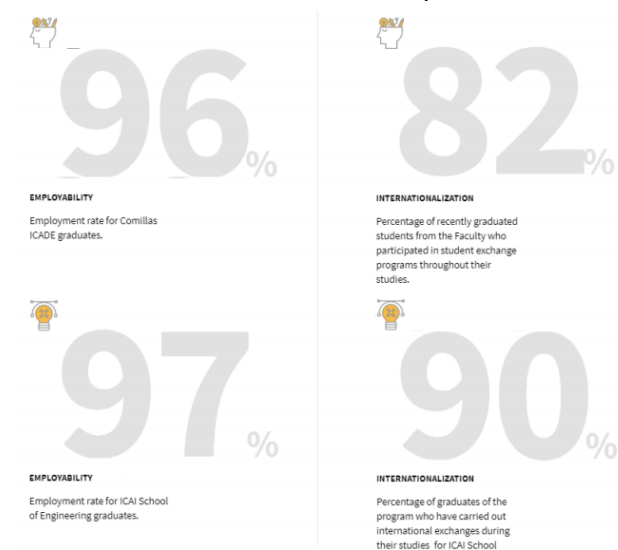 96%
EMPLOYABILITY
Employment rate for Comillas
ICADE graduates.
82%
INTERNATIONALIZATION
Percentage of recently graduated
students from the Faculty who
participated in student exchange
programs throughout their
studies.
97%
EMPLOYABILITY
Employment rate for ICAI School
of Engineering graduates.
90%
INTERNATIONALIZATION
Percentage of graduates of the
program who have carried out
international exchanges during
their studies for ICAI School